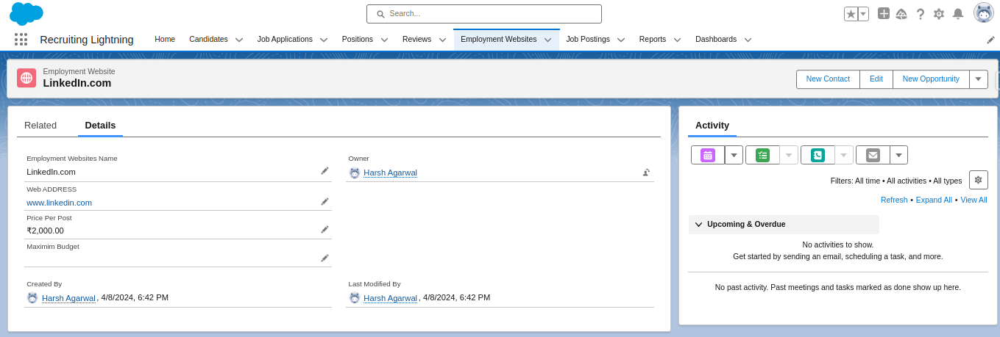 Search...
Recruiting Lightning Home Candidates Job Applications Positions Reviews Employment Websites Job Postings Reports Dashboards
Employment Website
LinkedIn.com
New Contact Edit New Opportunity
Related Details
Employment Websites Name
LinkedIn.com
Owner
Harsh Agarwal
Web ADDRESS
www.linkedin.com
Price Per Post
₹2,000.00
Maximim Budget
Created By
Harsh Agarwal, 4/8/2024, 6:42 PM
Last Modified By
Harsh Agarwal, 4/8/2024, 6:42 PM
Activity
Filters: All time • All activities • All types
Refresh • Expand All • View All
Upcoming & Overdue
No activities to show.
Get started by sending an email, scheduling a task, and more.
No past activity. Past meetings and tasks marked as done show up here.